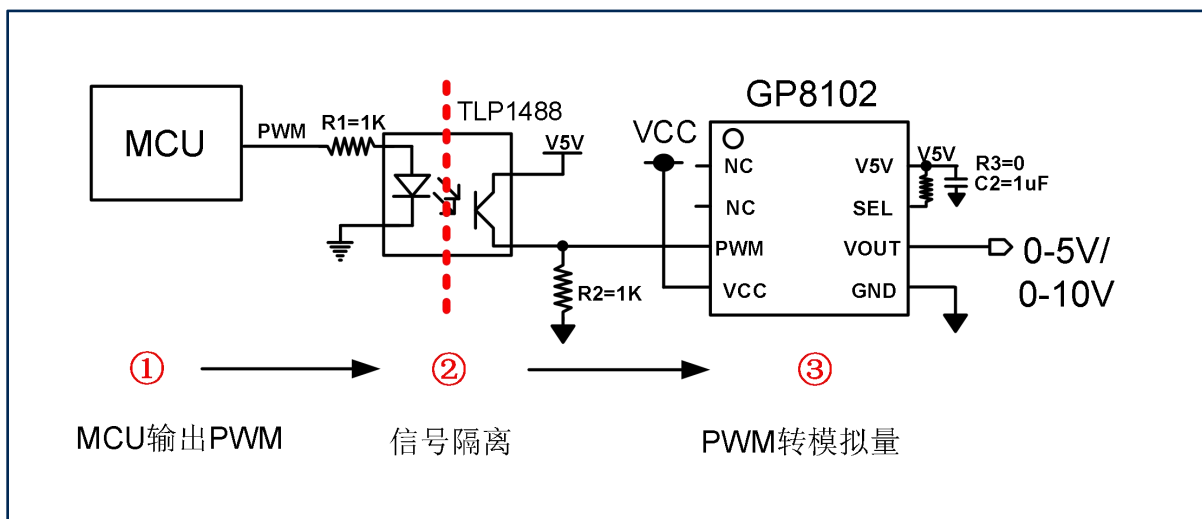 GP8102
TLP1488
MCU
PWM
R1=1K
V5V
VCC
NC
NC
PWM
VCC
V5V
SEL
VOUT
GND
V5V
R3=0
C2=1uF
R2=1K
0-5V/
0-10V
①
②
③
MCU输出PWM
信号隔离
PWM转模拟量